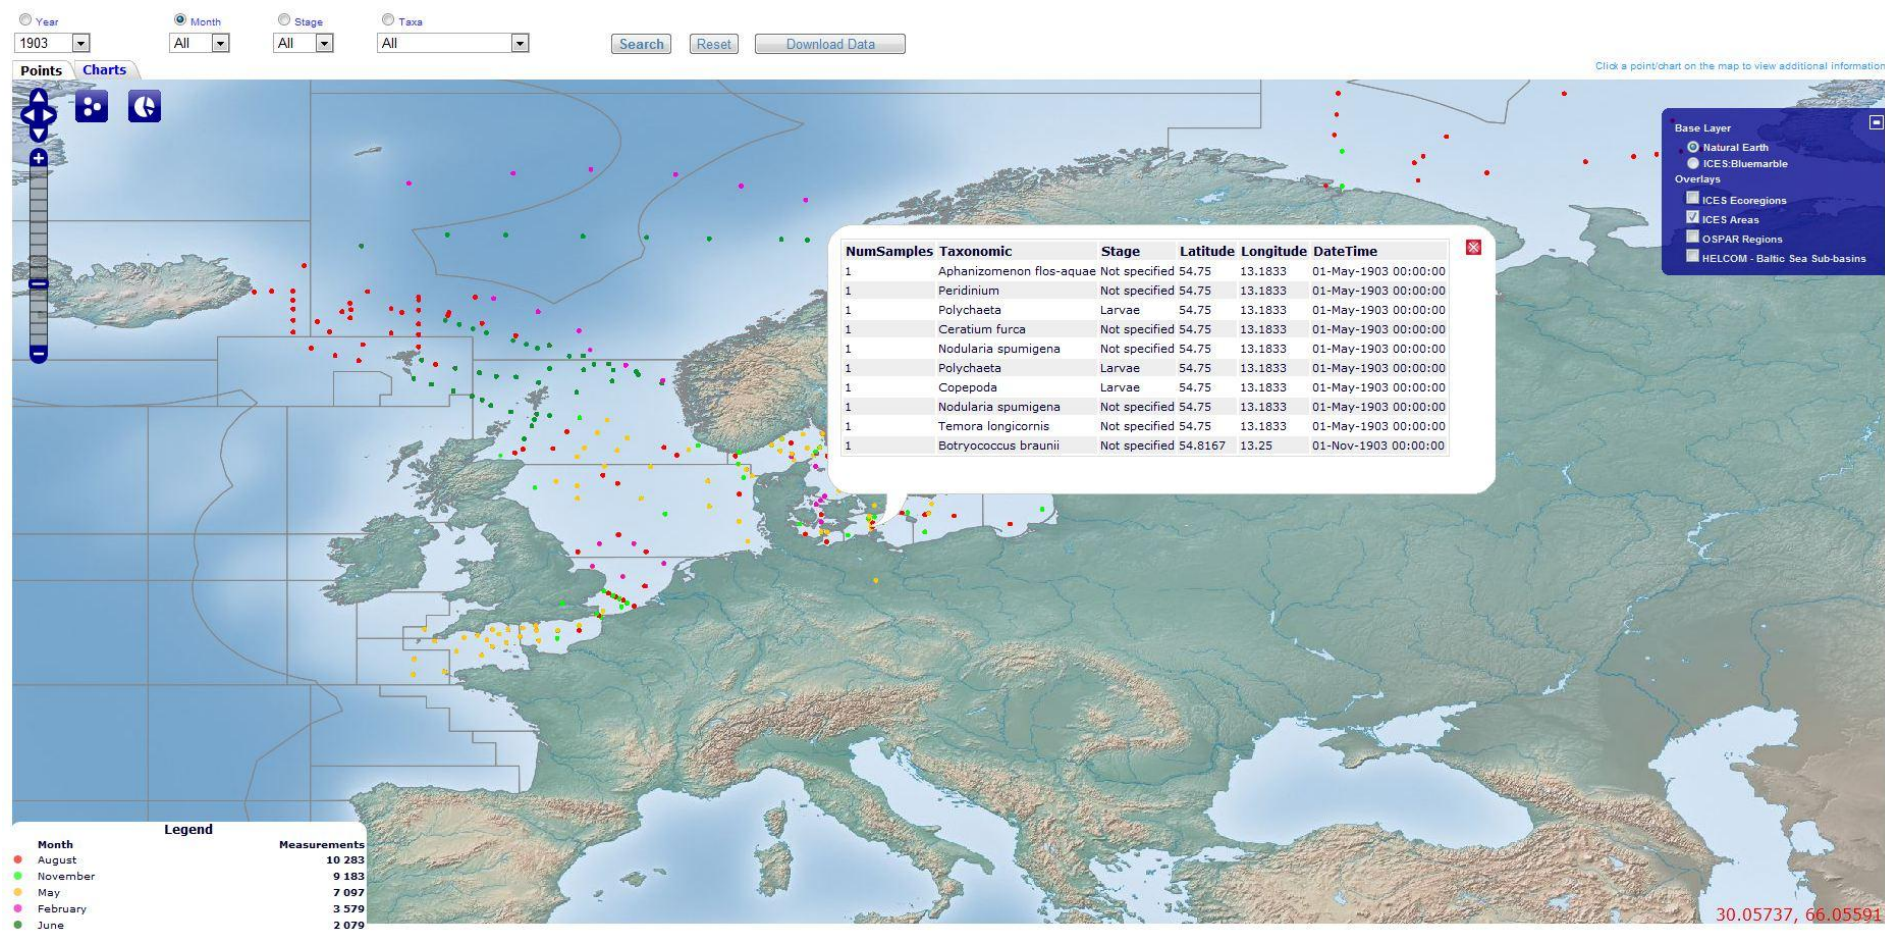 Year Month Stage Taxa
1903 All All All Search Reset Download Data
Points Charts
Click a point/chart on the map to view additional information
Base Layer
Natural Earth
ICES:Bluemarble
Overlays
ICES Ecoregions
ICES Areas
OSPAR Regions
HELCOM - Baltic Sea Sub-basins
NumSamples Taxonomic Stage Latitude Longitude DateTime
1 Aphanizomenon flos-aquae Not specified 54.75 13.1833 01-May-1903 00:00:00
1 Peridinium Not specified 54.75 13.1833 01-May-1903 00:00:00
1 Polychaeta Larvae 54.75 13.1833 01-May-1903 00:00:00
1 Ceratium furca Not specified 54.75 13.1833 01-May-1903 00:00:00
1 Nodularia spumigena Not specified 54.75 13.1833 01-May-1903 00:00:00
1 Polychaeta Larvae 54.75 13.1833 01-May-1903 00:00:00
1 Copepoda Larvae 54.75 13.1833 01-May-1903 00:00:00
1 Nodularia spumigena Not specified 54.75 13.1833 01-May-1903 00:00:00
1 Temora longicornis Not specified 54.75 13.1833 01-May-1903 00:00:00
1 Botryococcus braunii Not specified 54.8167 13.25 01-Nov-1903 00:00:00
Legend
Month Measurements
August 10 283
November 9 183
May 7 097
February 3 579
June 2 079
30.05737, 66.05591